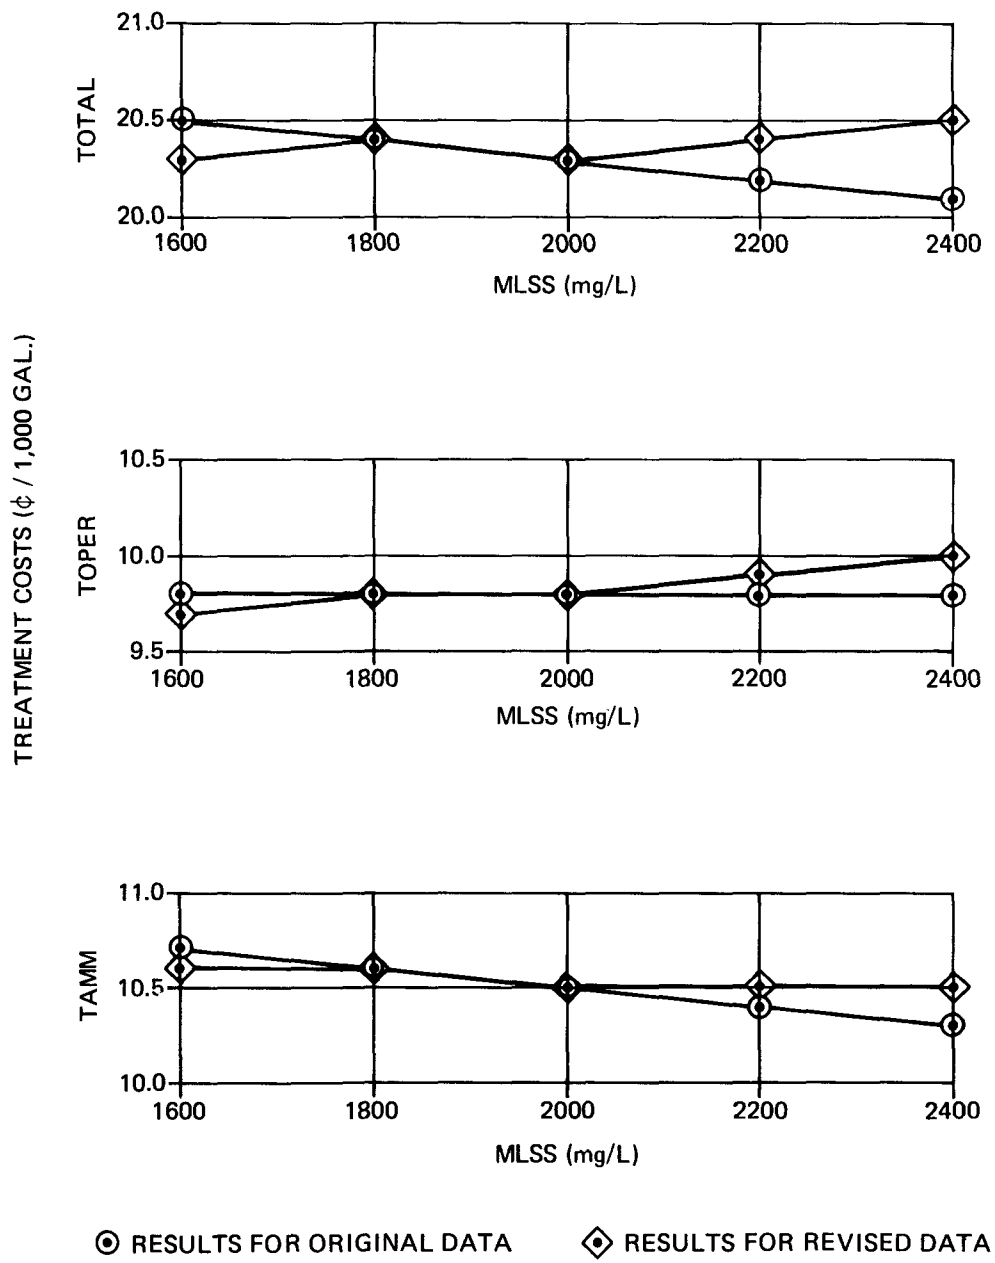 TREATMENT COSTS (¢ / 1,000 GAL.)
TOTAL
21.0
20.5
20.0
1600 1800 2000 2200 2400
MLSS (mg/L)
TOPER
10.5
10.0
9.5
1600 1800 2000 2200 2400
MLSS (mg/L)
TAMM
11.0
10.5
10.0
1600 1800 2000 2200 2400
MLSS (mg/L)
RESULTS FOR ORIGINAL DATA
RESULTS FOR REVISED DATA